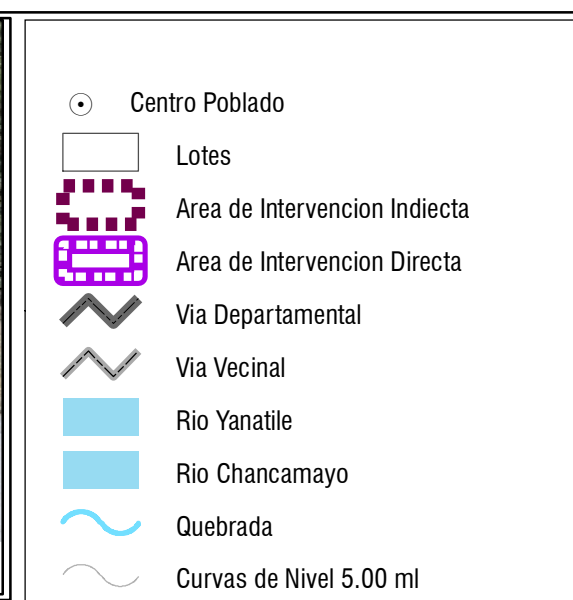 Centro Poblado
Lotes
Area de Intervencion Indiecta
Area de Intervencion Directa
Via Departamental
Via Vecinal
Rio Yanatile
Rio Chancamayo
Quebrada
Curvas de Nivel 5.00 ml